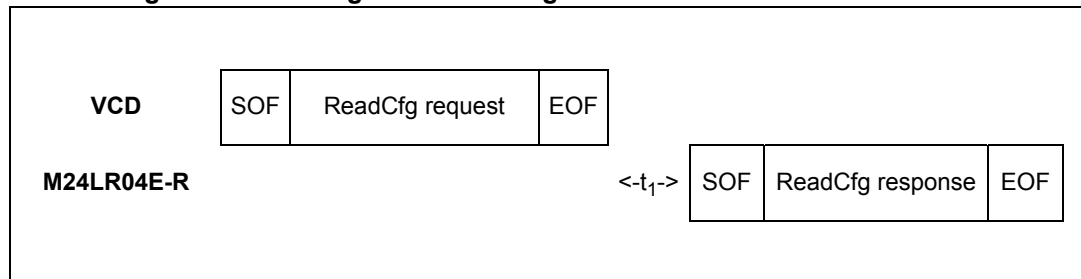 VCD SOF ReadCfg request EOF
M24LR04E-R <-t1-> SOF ReadCfg response EOF